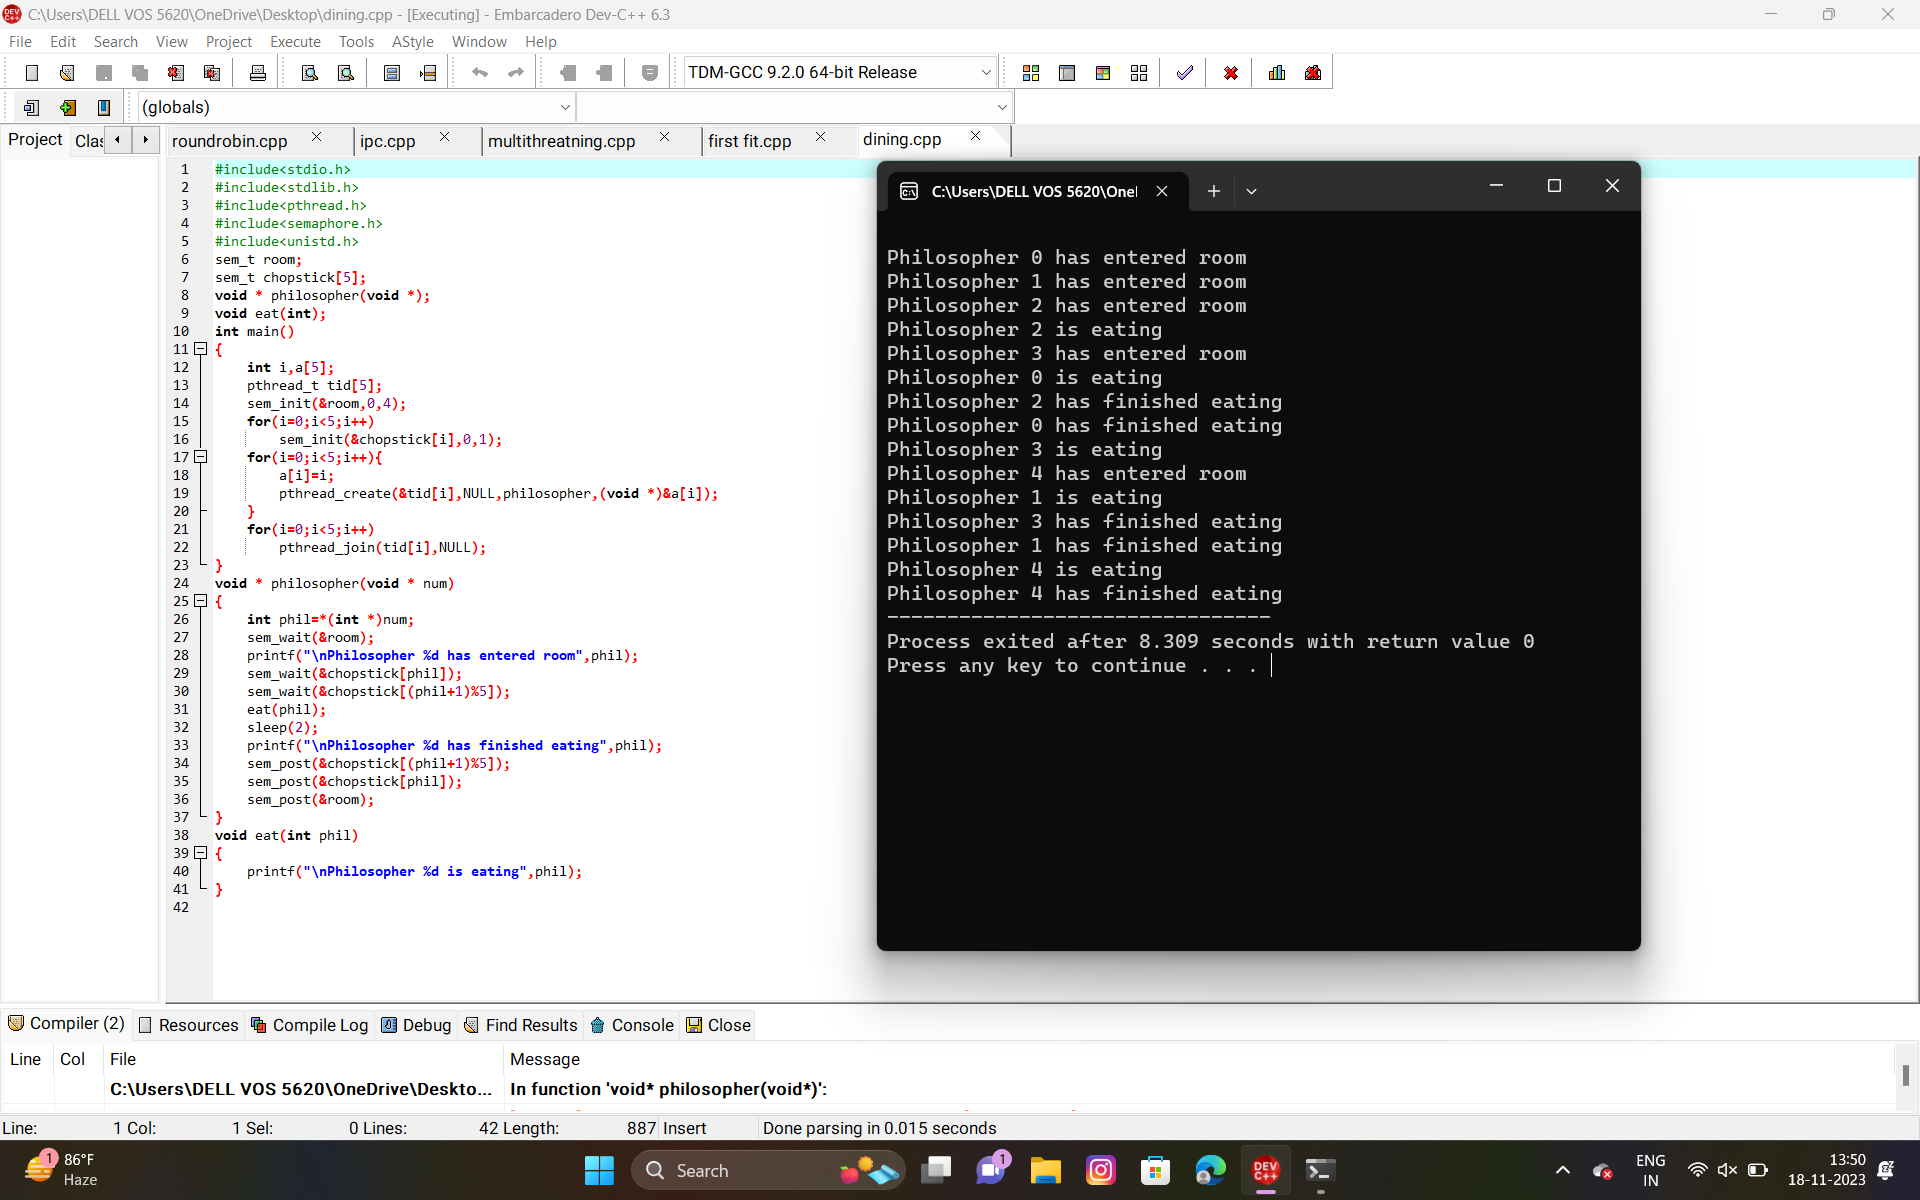 C:\Users\DELL VOS 5620\OneDrive\Desktop\dining.cpp - [Executing] - Embarcadero Dev-C++ 6.3
File Edit Search View Project Execute Tools AStyle Window Help
TDM-GCC 9.2.0 64-bit Release
(globals)
Project Clas roundrobin.cpp ipc.cpp multithreatning.cpp first fit.cpp dining.cpp
1 #include<stdio.h>
2 #include<stdlib.h>
3 #include<pthread.h>
4 #include<semaphore.h>
5 #include<unistd.h>
6 sem_t room;
7 sem_t chopstick[5];
8 void * philosopher(void *);
9 void eat(int);
10 int main()
11 {
12 int i,a[5];
13 pthread_t tid[5];
14 sem_init(&room,0,4);
15 for(i=0;i<5;i++)
16 sem_init(&chopstick[i],0,1);
17 for(i=0;i<5;i++){
18 a[i]=i;
19 pthread_create(&tid[i],NULL,philosopher,(void *)&a[i]);
20 }
21 for(i=0;i<5;i++)
22 pthread_join(tid[i],NULL);
23 }
24 void * philosopher(void * num)
25 {
26 int phil=*(int *)num;
27 sem_wait(&room);
28 printf("\nPhilosopher %d has entered room",phil);
29 sem_wait(&chopstick[phil]);
30 sem_wait(&chopstick[(phil+1)%5]);
31 eat(phil);
32 sleep(2);
33 printf("\nPhilosopher %d has finished eating",phil);
34 sem_post(&chopstick[(phil+1)%5]);
35 sem_post(&chopstick[phil]);
36 sem_post(&room);
37 }
38 void eat(int phil)
39 {
40 printf("\nPhilosopher %d is eating",phil);
41 }
42
C:\Users\DELL VOS 5620\Onel
Philosopher 0 has entered room
Philosopher 1 has entered room
Philosopher 2 has entered room
Philosopher 2 is eating
Philosopher 3 has entered room
Philosopher 0 is eating
Philosopher 2 has finished eating
Philosopher 0 has finished eating
Philosopher 3 is eating
Philosopher 4 has entered room
Philosopher 1 is eating
Philosopher 3 has finished eating
Philosopher 1 has finished eating
Philosopher 4 is eating
Philosopher 4 has finished eating
--------------------------------
Process exited after 8.309 seconds with return value 0
Press any key to continue . . .
Compiler (2) Resources Compile Log Debug Find Results Console Close
Line Col File Message
C:\Users\DELL VOS 5620\OneDrive\Deskto... In function 'void* philosopher(void*)':
Line: 1 Col: 1 Sel: 0 Lines: 42 Length: 887 Insert Done parsing in 0.015 seconds
1 86°F
Haze
Search
1
DEV C++
ENG
IN
13:50
18-11-2023